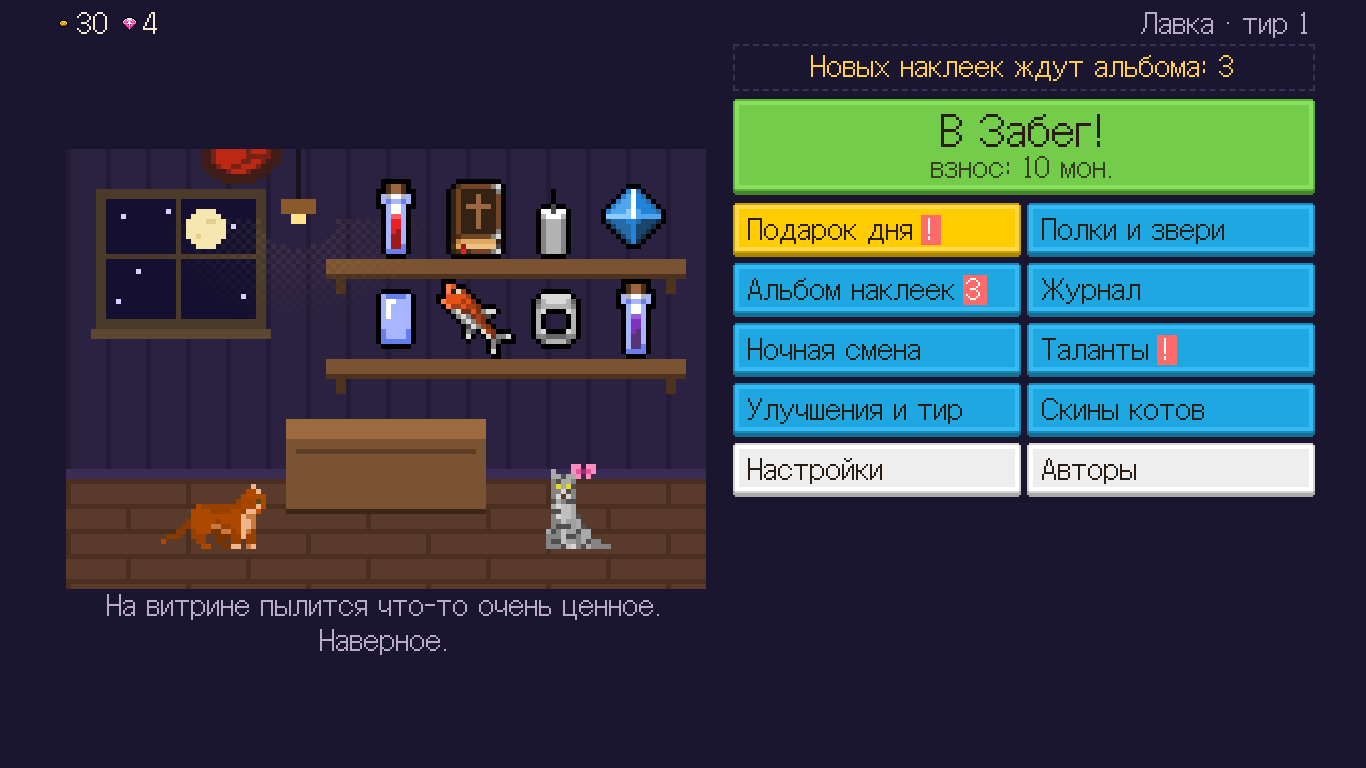 30 4
Лавка · тир 1
Новых наклеек ждут альбома: 3
В Забег!
взнос: 10 мон.
Подарок дня !
Полки и звери
Альбом наклеек 3
Журнал
Ночная смена
Таланты !
Улучшения и тир
Скины котов
Настройки
Авторы
На витрине пылится что-то очень ценное.
Наверное.